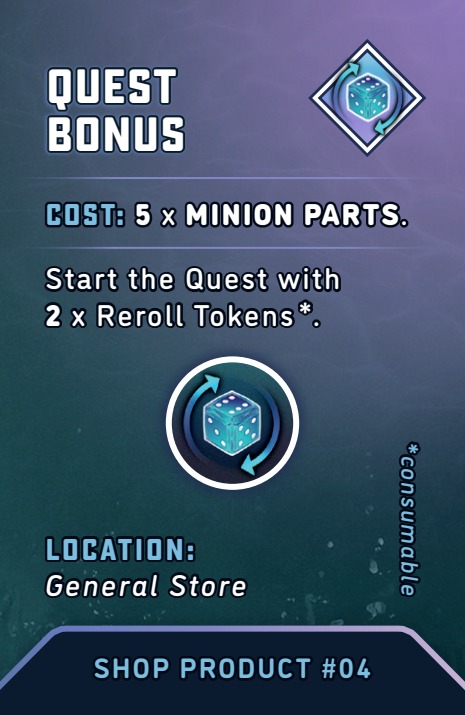 QUEST
BONUS
COST: 5 x MINION PARTS.
Start the Quest with
2 x Reroll Tokens*.
*consumable
LOCATION:
General Store
SHOP PRODUCT #04